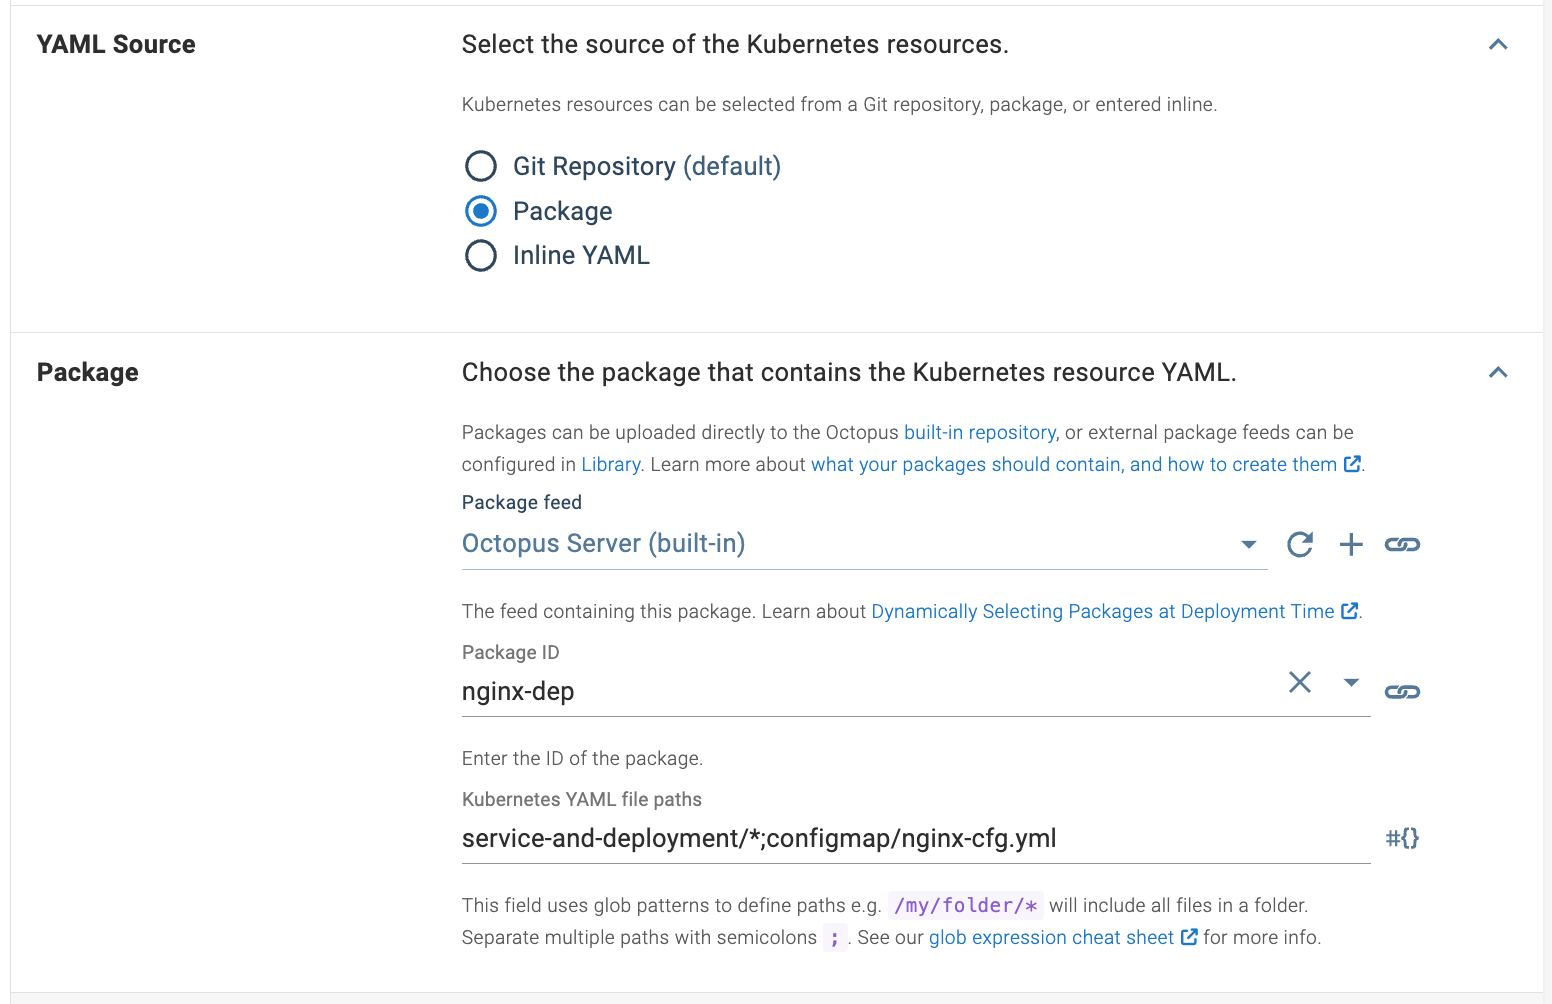 YAML Source
Select the source of the Kubernetes resources.
Kubernetes resources can be selected from a Git repository, package, or entered inline.
Git Repository (default)
Package
Inline YAML
Package
Choose the package that contains the Kubernetes resource YAML.
Packages can be uploaded directly to the Octopus built-in repository, or external package feeds can be
configured in Library. Learn more about what your packages should contain, and how to create them.
Package feed
Octopus Server (built-in)
The feed containing this package. Learn about Dynamically Selecting Packages at Deployment Time.
Package ID
nginx-dep
Enter the ID of the package.
Kubernetes YAML file paths
service-and-deployment/*;configmap/nginx-cfg.yml
#{}
This field uses glob patterns to define paths e.g. /my/folder/* will include all files in a folder.
Separate multiple paths with semicolons ;. See our glob expression cheat sheet for more info.